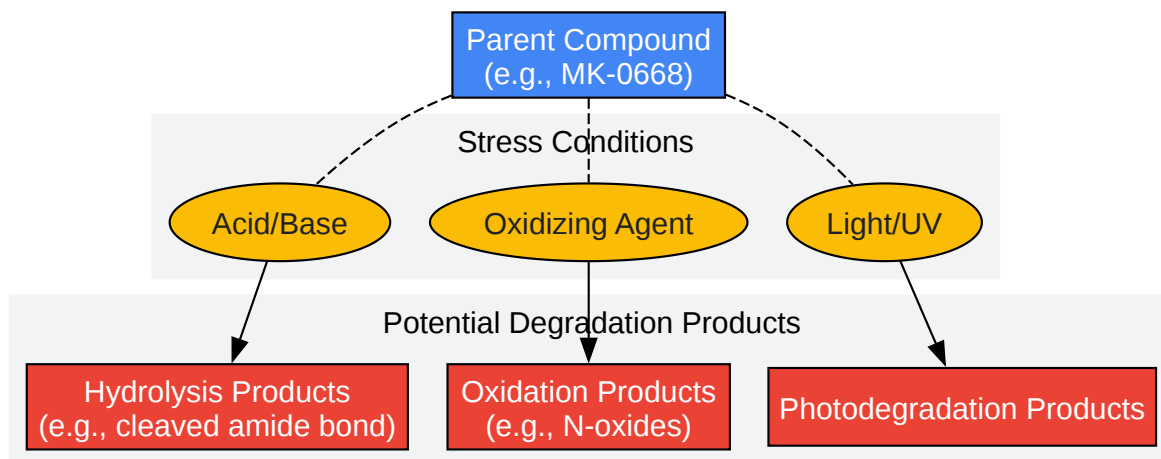 Parent Compound
(e.g., MK-0668)
Stress Conditions
Acid/Base
Oxidizing Agent
Light/UV
Potential Degradation Products
Hydrolysis Products
(e.g., cleaved amide bond)
Oxidation Products
(e.g., N-oxides)
Photodegradation Products